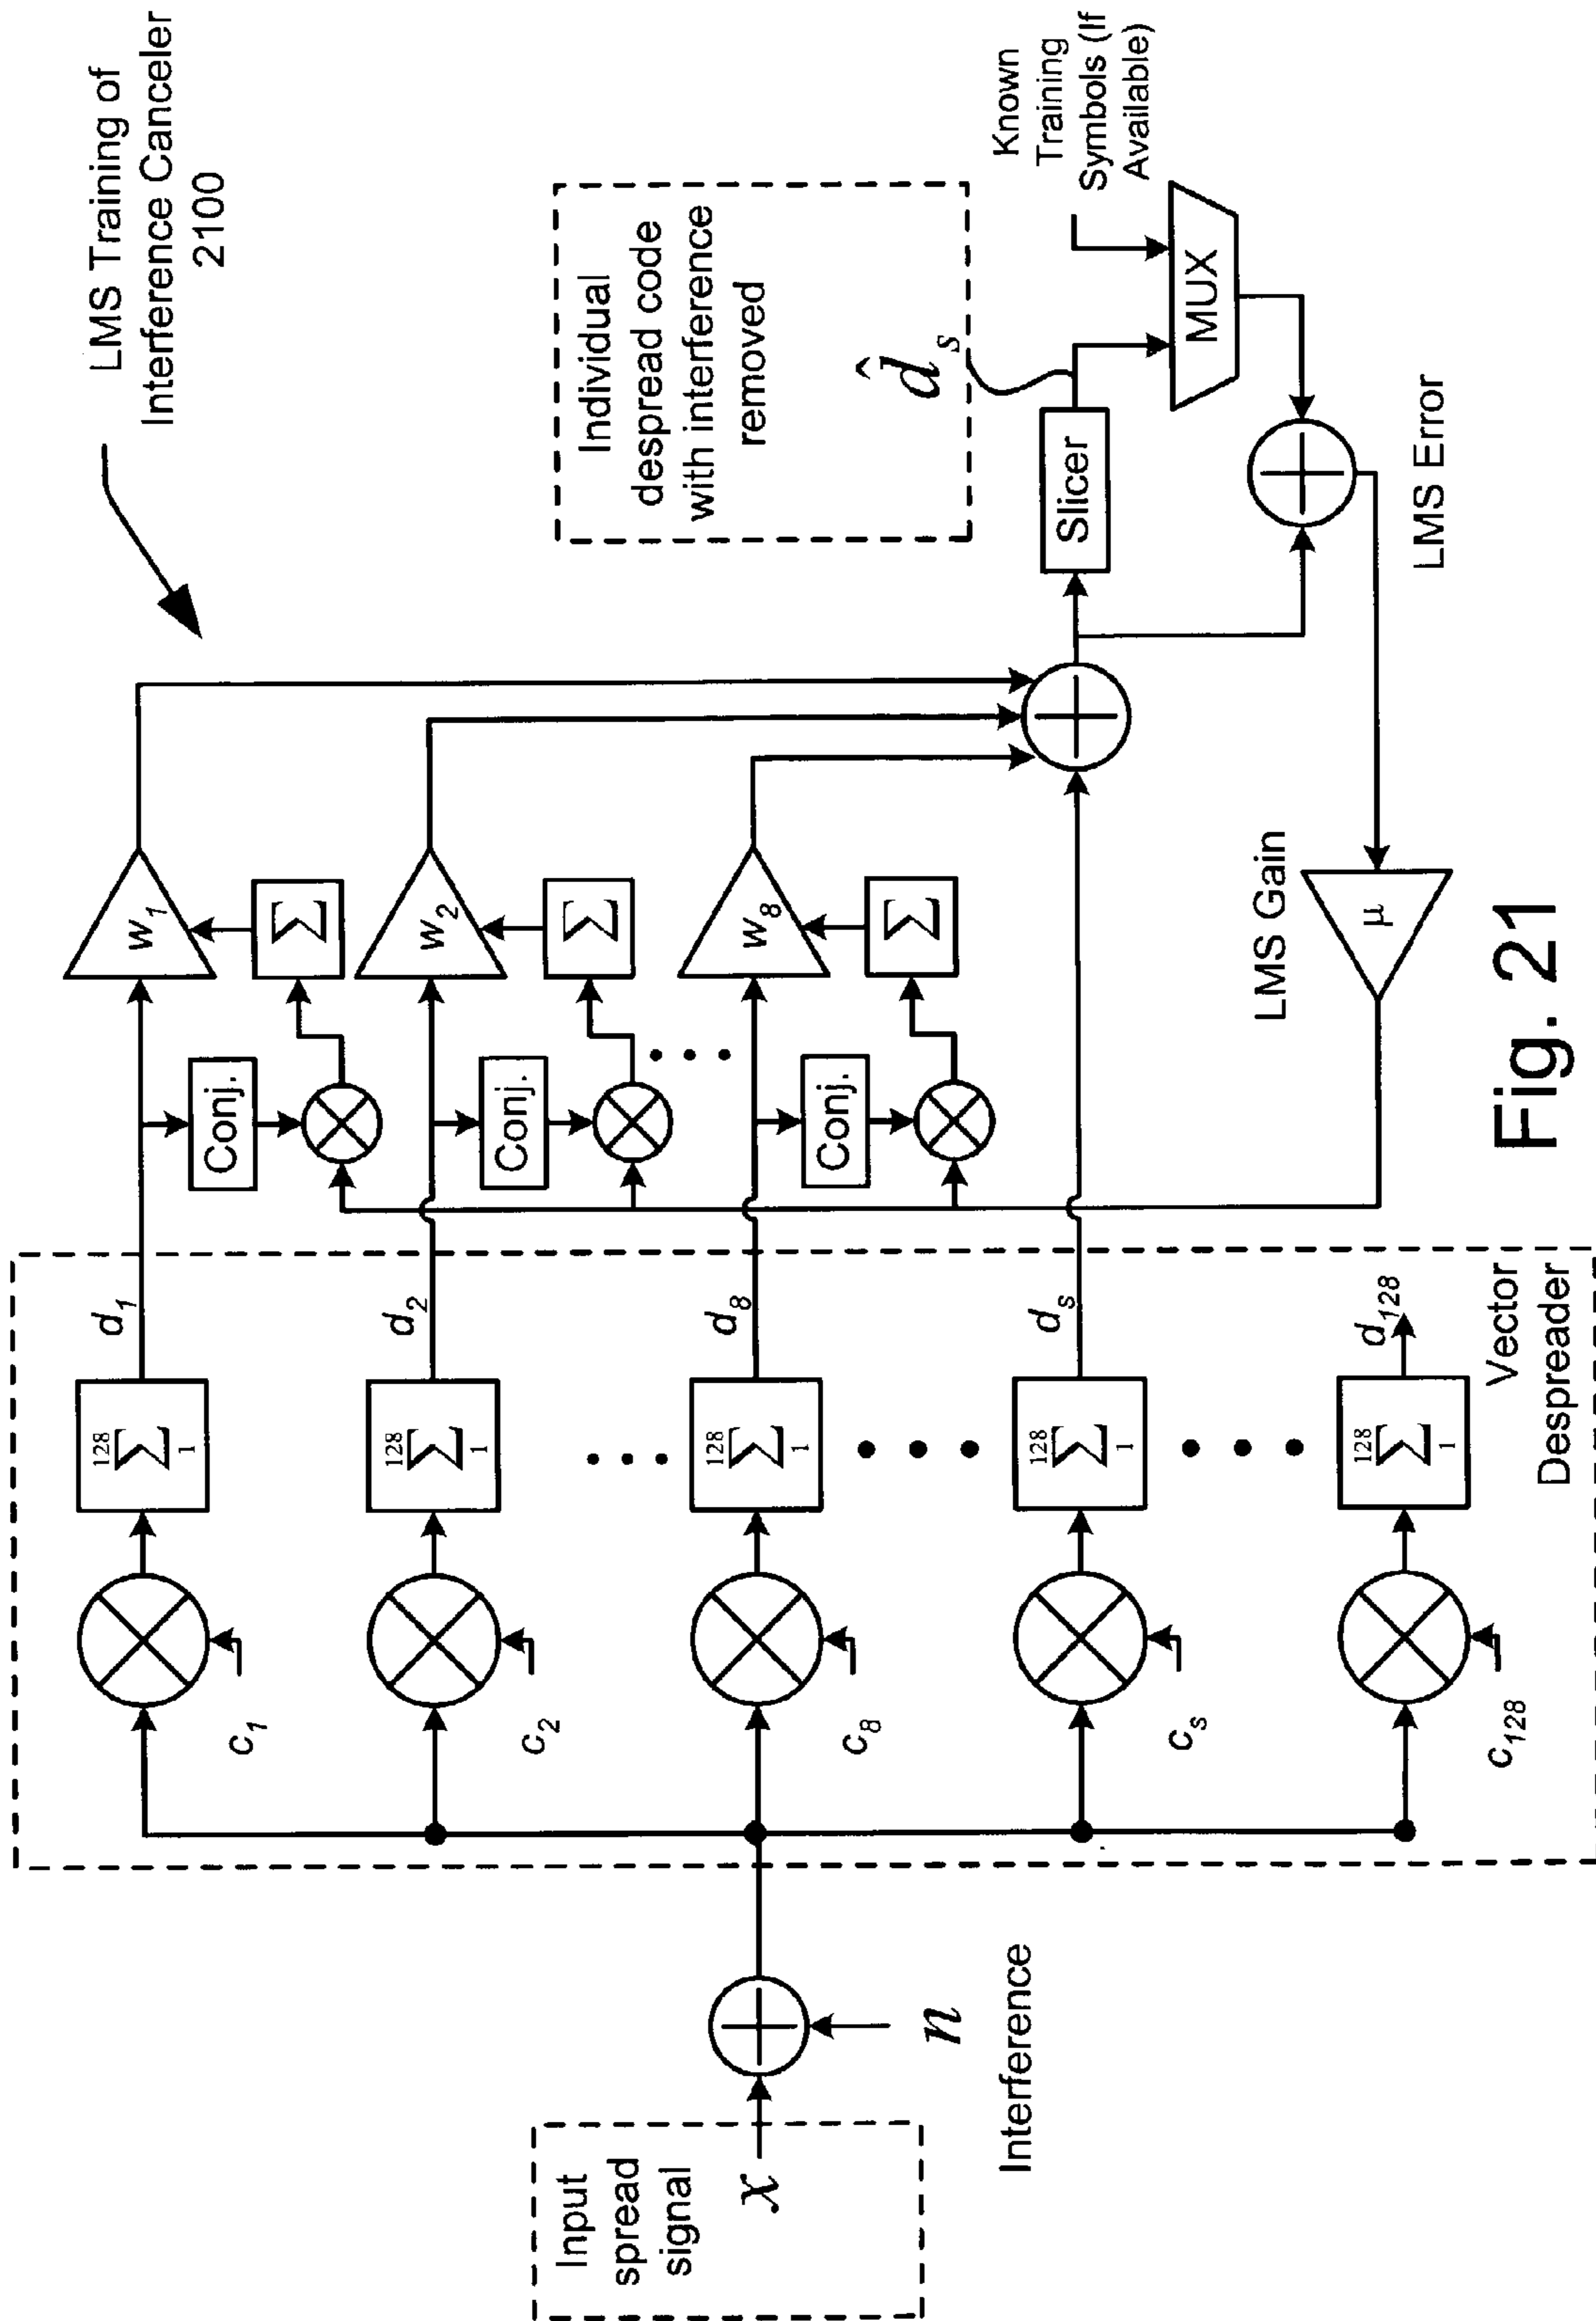 LMS Training of
Interference Canceler
2100
Input
spread
signal
x
n
Interference
c1
c2
c8
cs
c128
128
Σ
1
128
Σ
1
128
Σ
1
128
Σ
1
128
Σ
1
d1
d2
d8
ds
d128
Vector
Despreader
Conj.
Conj.
Conj.
Σ
Σ
Σ
w1
w2
w8
Individual
despread code
with interference
removed
d̂s
Slicer
Known
Training
Symbols (If
Available)
MUX
LMS Error
LMS Gain
μ
Fig. 21